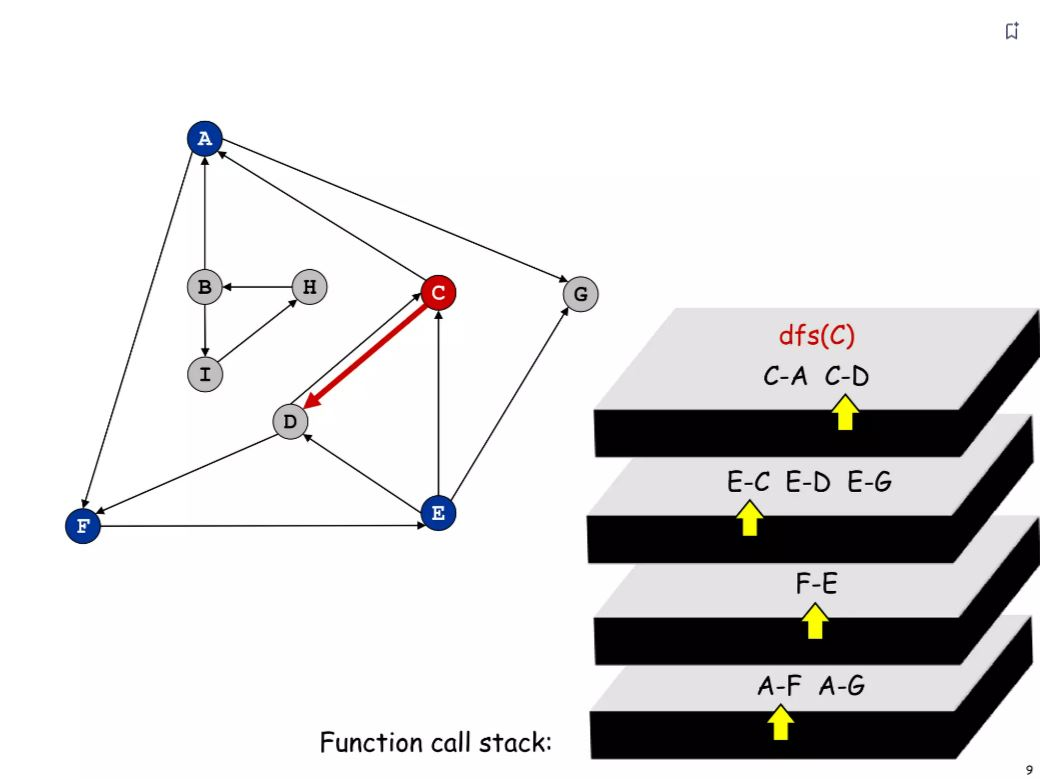 A
B H
C
G
I
D
E
F
dfs(C)
C-A C-D
E-C E-D E-G
F-E
A-F A-G
Function call stack:
9